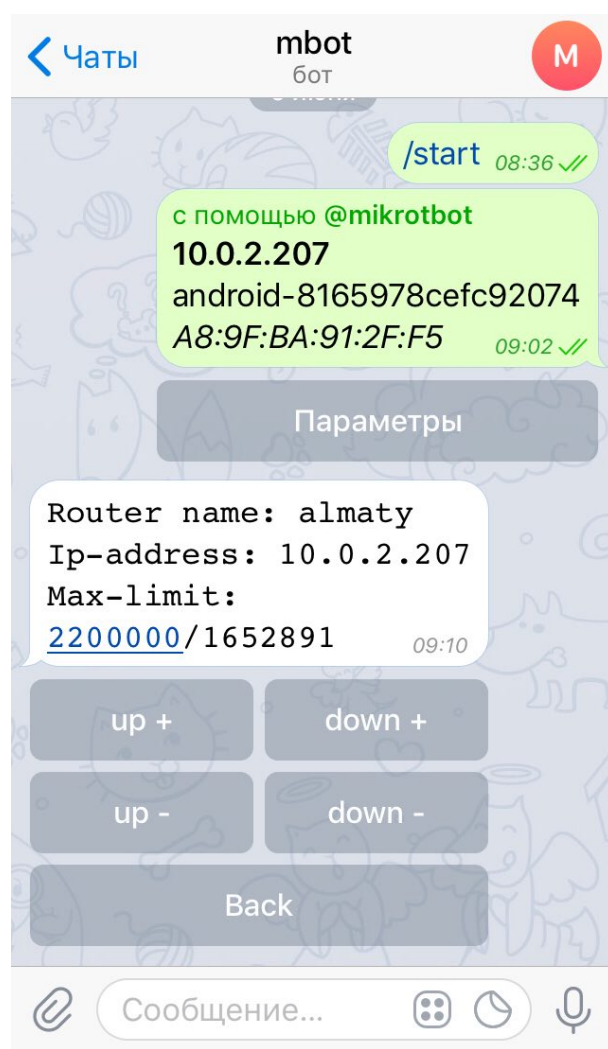 Чаты
mbot
бот
M
/start 08:36
с помощью @mikrotbot
10.0.2.207
android-8165978cefc92074
A8:9F:BA:91:2F:F5 09:02
Параметры
Router name: almaty
Ip-address: 10.0.2.207
Max-limit:
2200000/1652891 09:10
up + down +
up - down -
Back
Сообщение...